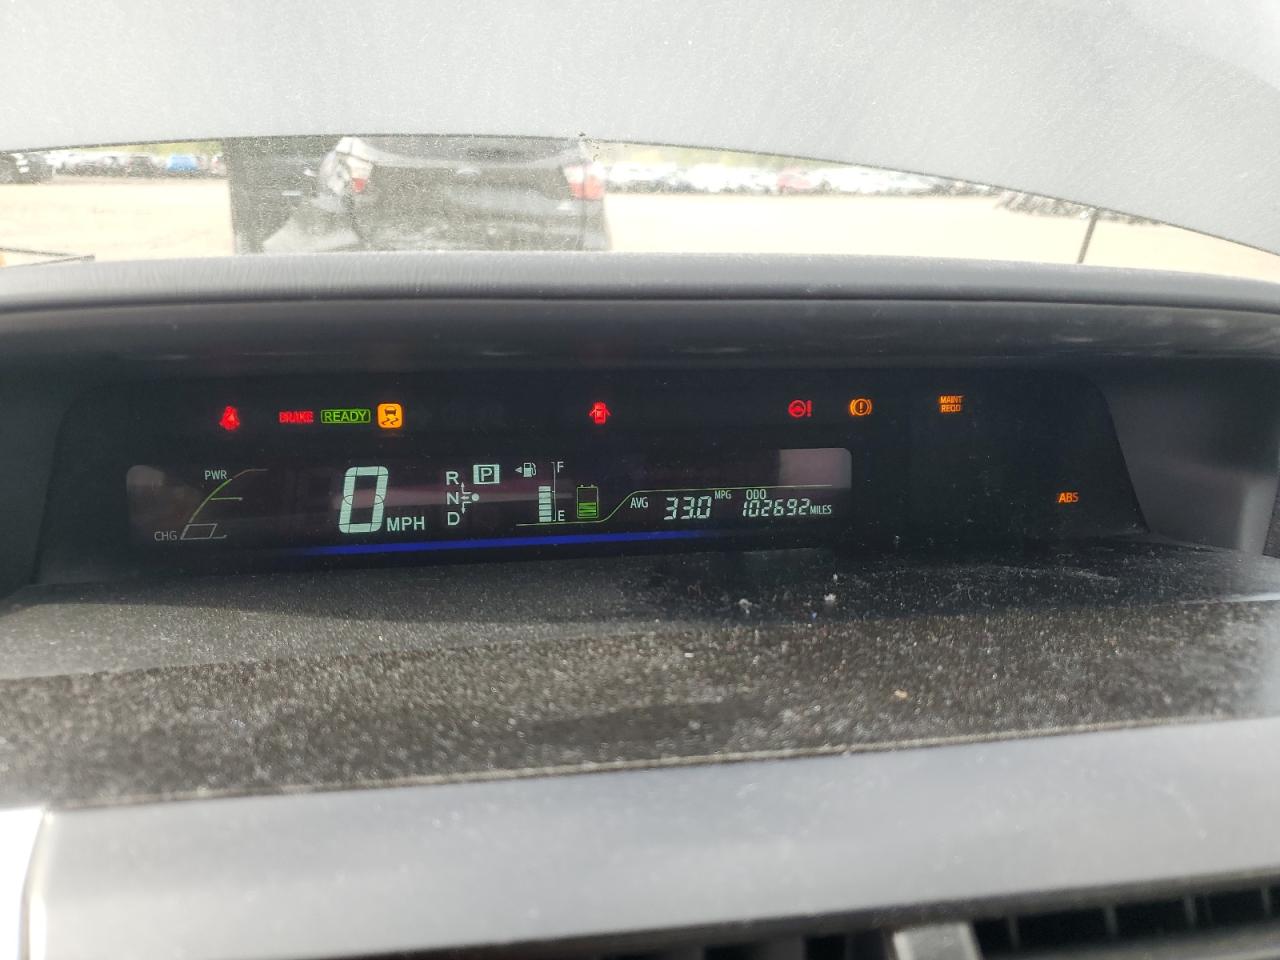 BRAKE READY
MAINT
REQD
ABS
PWR
CHG
0 MPH
R
N
D
P
F
E
AVG 33.0 MPG
ODO
102692 MILES